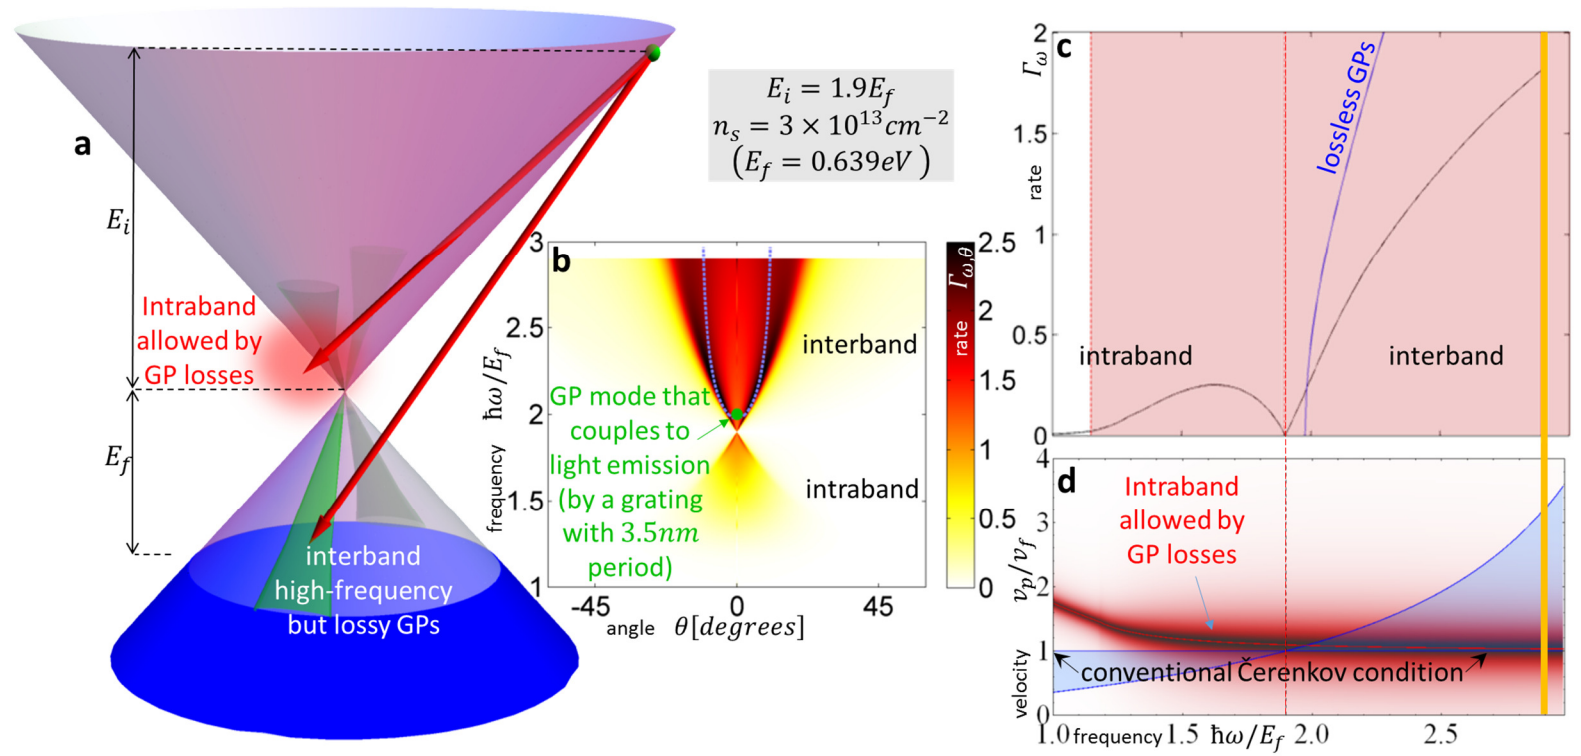 a
E_i
Intraband
allowed by
GP losses
E_f
interband
high-frequency
but lossy GPs
E_i = 1.9E_f
n_s = 3 × 10^13 cm^−2
(E_f = 0.639eV )
b
3
2.5
2
1.5
1
frequency ħω/E_f
interband
GP mode that
couples to
light emission
(by a grating
with 3.5nm
period)
intraband
-45 0 45
angle θ[degrees]
2.5
2
1.5
1
0.5
0
rate Γ_ω,θ
c
2
1.5
1
0.5
0
rate Γ_ω
lossless GPs
intraband
interband
d
4
3
2
1
0
velocity v_p/v_f
Intraband
allowed by
GP losses
conventional Čerenkov condition
1.0 1.5 2.0 2.5
frequency ħω/E_f